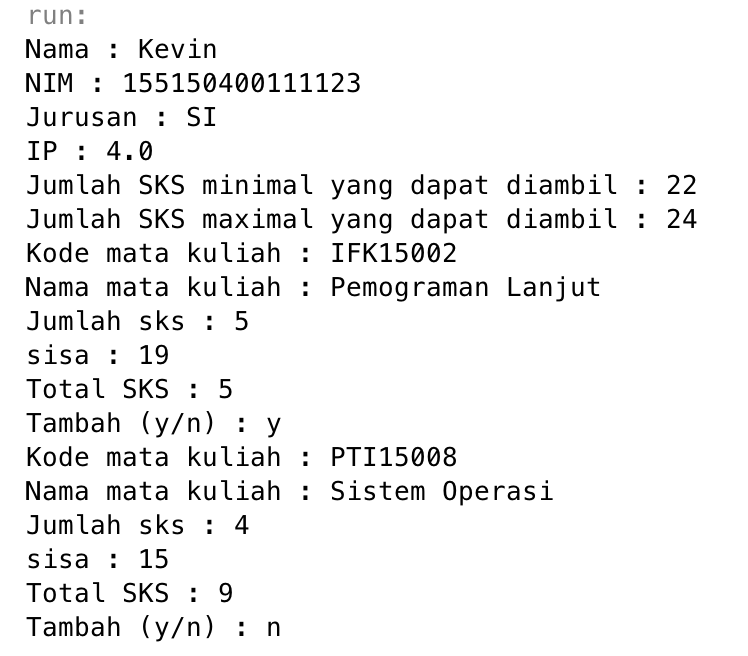 run:
Nama : Kevin
NIM : 155150400111123
Jurusan : SI
IP : 4.0
Jumlah SKS minimal yang dapat diambil : 22
Jumlah SKS maximal yang dapat diambil : 24
Kode mata kuliah : IFK15002
Nama mata kuliah : Pemograman Lanjut
Jumlah sks : 5
sisa : 19
Total SKS : 5
Tambah (y/n) : y
Kode mata kuliah : PTI15008
Nama mata kuliah : Sistem Operasi
Jumlah sks : 4
sisa : 15
Total SKS : 9
Tambah (y/n) : n